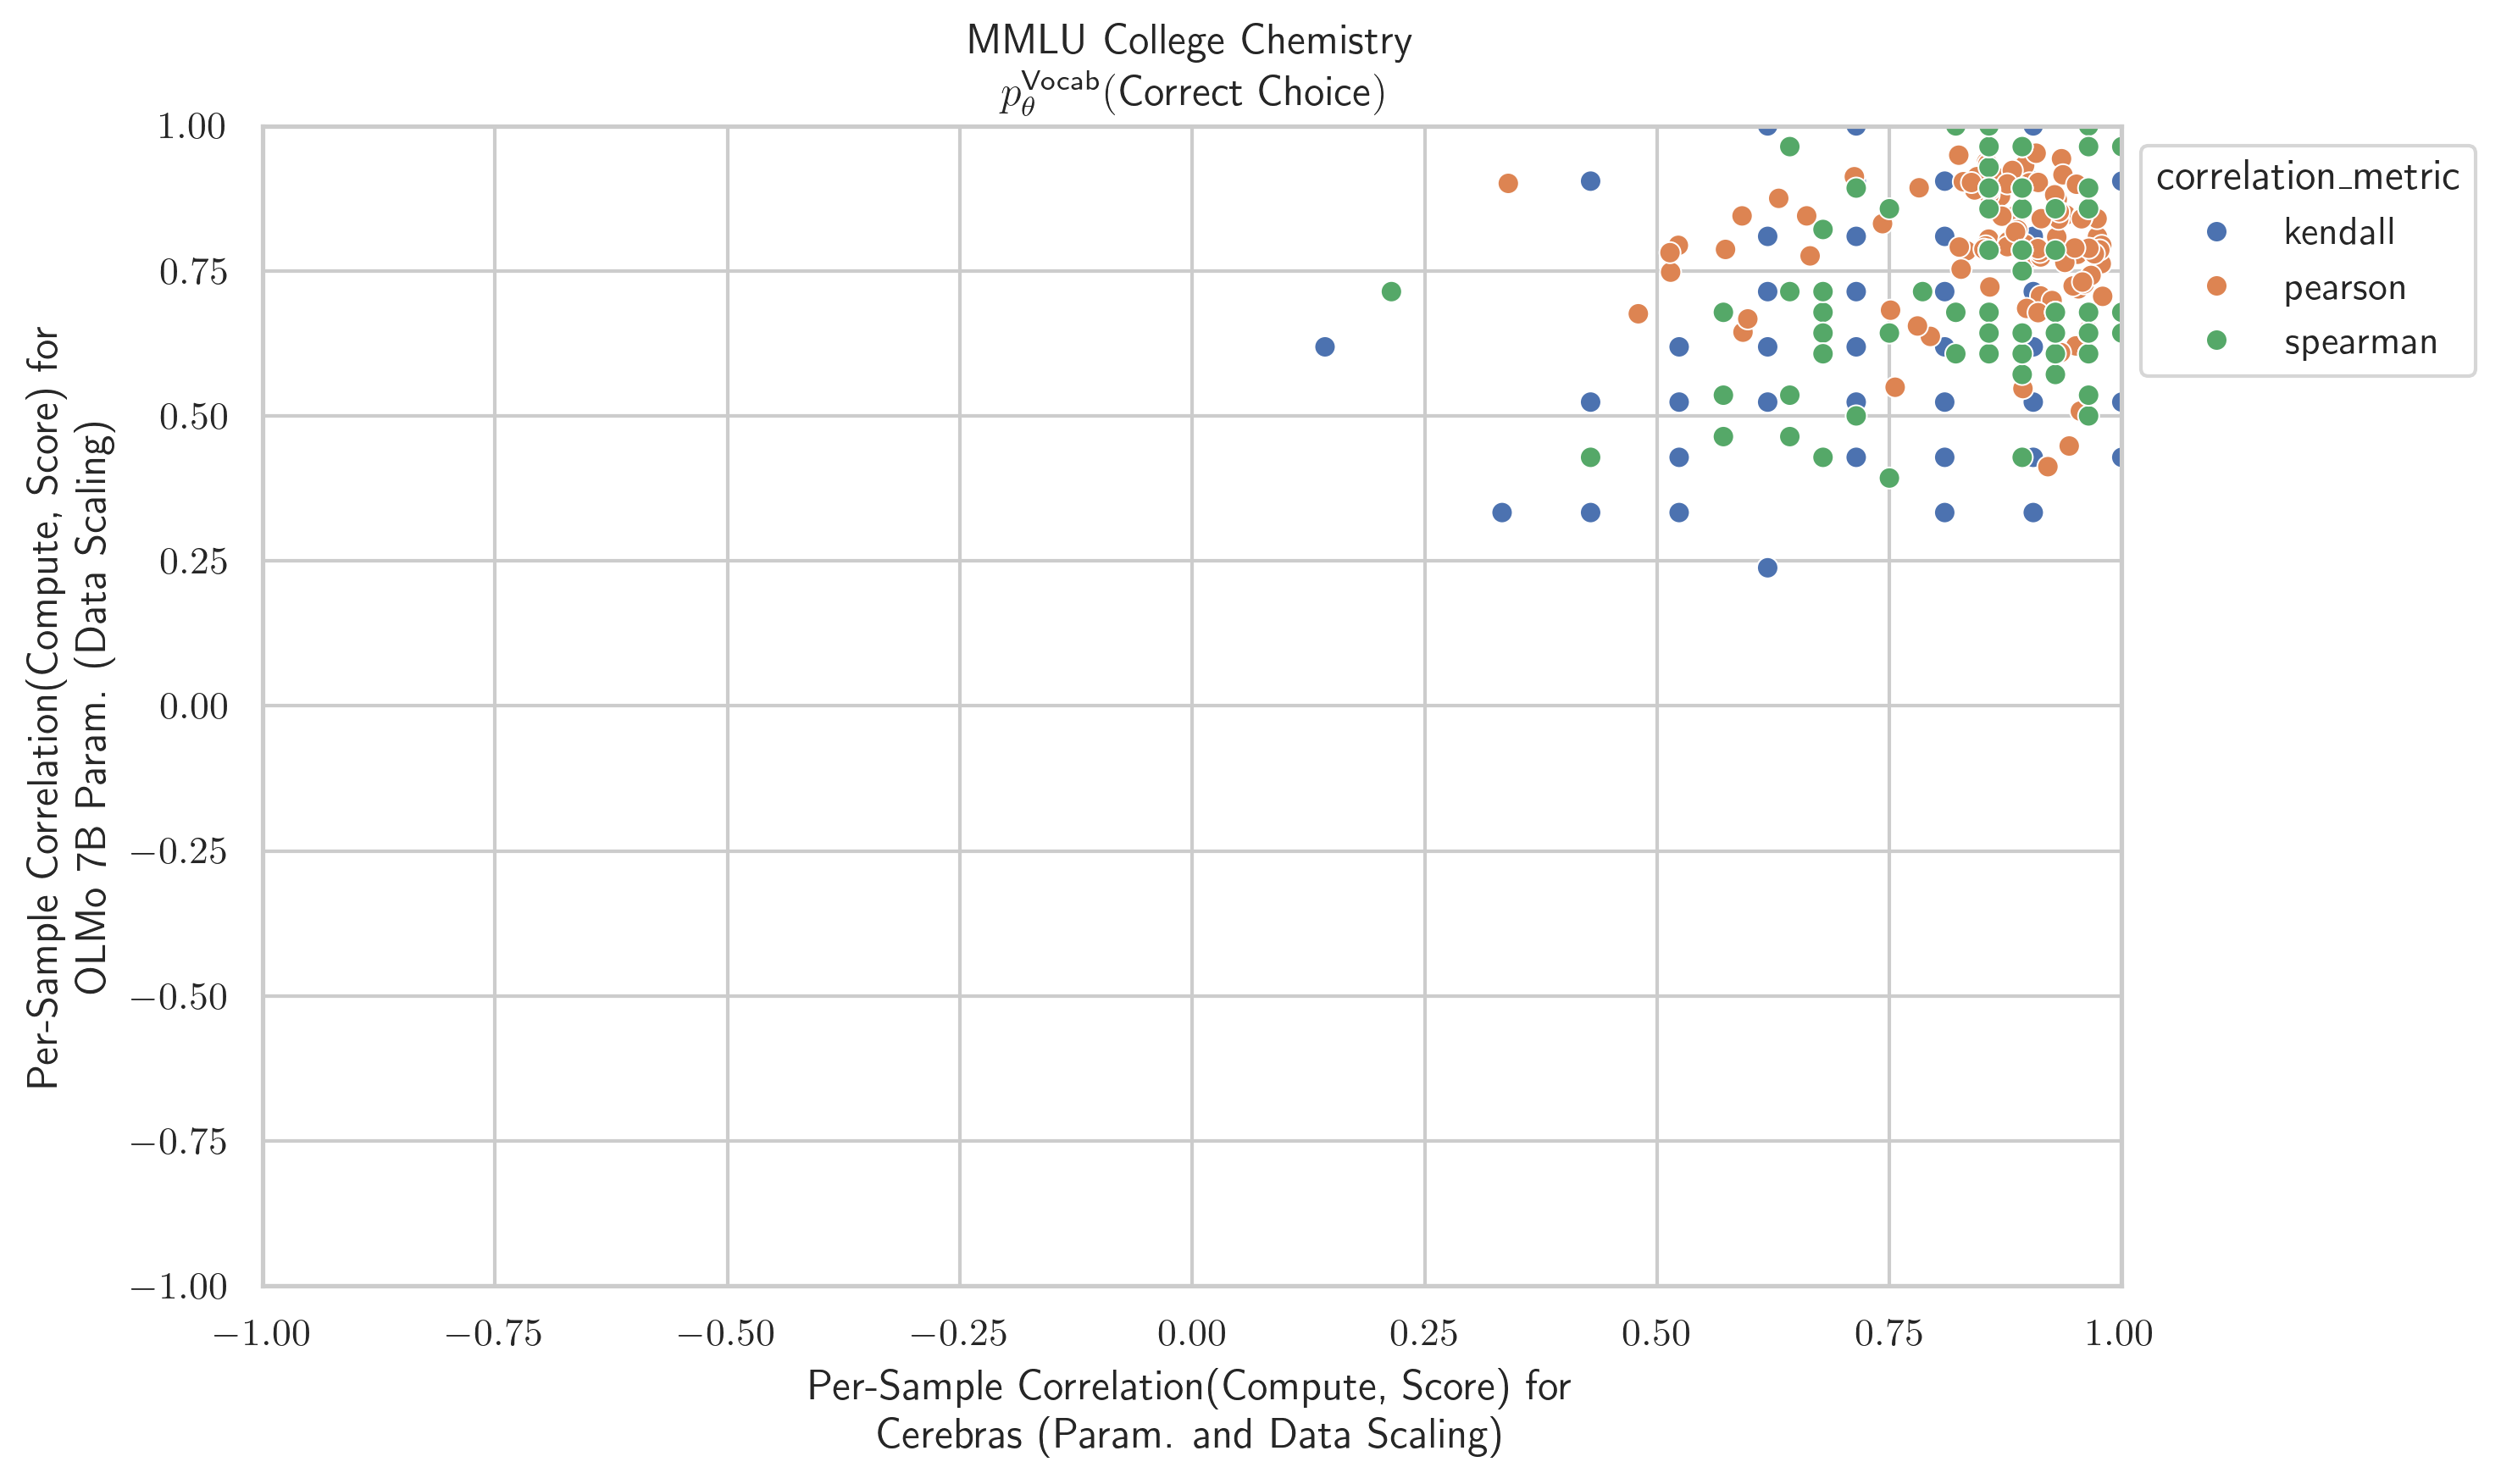 MMLU College Chemistry
p_θ^Vocab(Correct Choice)
Per-Sample Correlation(Compute, Score) for
OLMo 7B Param. (Data Scaling)
1.00
0.75
0.50
0.25
0.00
−0.25
−0.50
−0.75
−1.00
correlation_metric
kendall
pearson
spearman
−1.00 −0.75 −0.50 −0.25 0.00 0.25 0.50 0.75 1.00
Per-Sample Correlation(Compute, Score) for
Cerebras (Param. and Data Scaling)